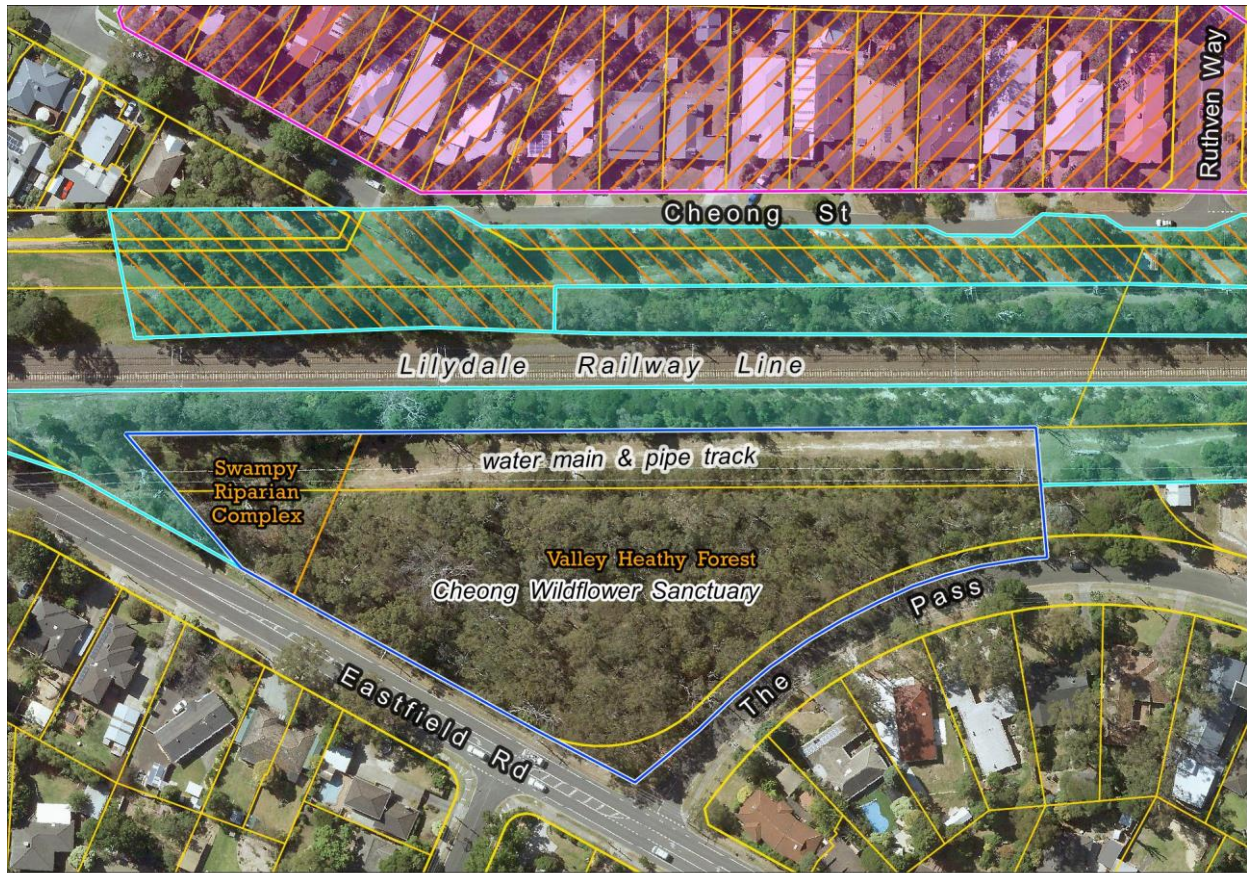 Ruthven Way
Cheong St
Lilydale Railway Line
water main & pipe track
Swampy
Riparian
Complex
Valley Heathy Forest
Cheong Wildflower Sanctuary
The Pass
Eastfield Rd